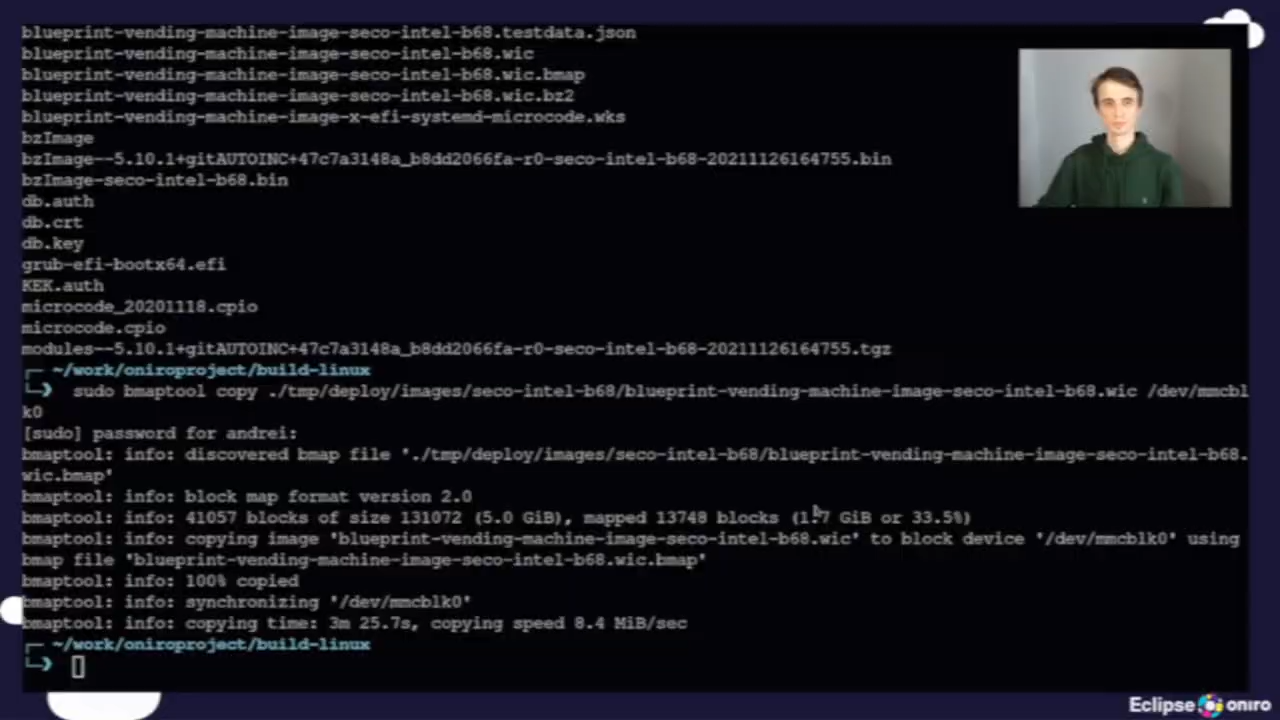 blueprint-vending-machine-image-seco-intel-b68.testdata.json
blueprint-vending-machine-image-seco-intel-b68.wic
blueprint-vending-machine-image-seco-intel-b68.wic.bmap
blueprint-vending-machine-image-seco-intel-b68.wic.bz2
blueprint-vending-machine-image-x-efi-systemd-microcode.wks
bzImage
bzImage--5.10.1+gitAUTOINC+47c7a3148a_b8dd2066fa-r0-seco-intel-b68-20211126164755.bin
bzImage-seco-intel-b68.bin
db.auth
db.crt
db.key
grub-efi-bootx64.efi
KEK.auth
microcode_20201118.cpio
microcode.cpio
modules--5.10.1+gitAUTOINC+47c7a3148a_b8dd2066fa-r0-seco-intel-b68-20211126164755.tgz
~/work/oniroproject/build-linux
sudo bmaptool copy ./tmp/deploy/images/seco-intel-b68/blueprint-vending-machine-image-seco-intel-b68.wic /dev/mmcbl
k0
[sudo] password for andrei:
bmaptool: info: discovered bmap file './tmp/deploy/images/seco-intel-b68/blueprint-vending-machine-image-seco-intel-b68.
wic.bmap'
bmaptool: info: block map format version 2.0
bmaptool: info: 41057 blocks of size 131072 (5.0 GiB), mapped 13748 blocks (1.7 GiB or 33.5%)
bmaptool: info: copying image 'blueprint-vending-machine-image-seco-intel-b68.wic' to block device '/dev/mmcblk0' using
bmap file 'blueprint-vending-machine-image-seco-intel-b68.wic.bmap'
bmaptool: info: 100% copied
bmaptool: info: synchronizing '/dev/mmcblk0'
bmaptool: info: copying time: 3m 25.7s, copying speed 8.4 MiB/sec
~/work/oniroproject/build-linux
Eclipse oniro